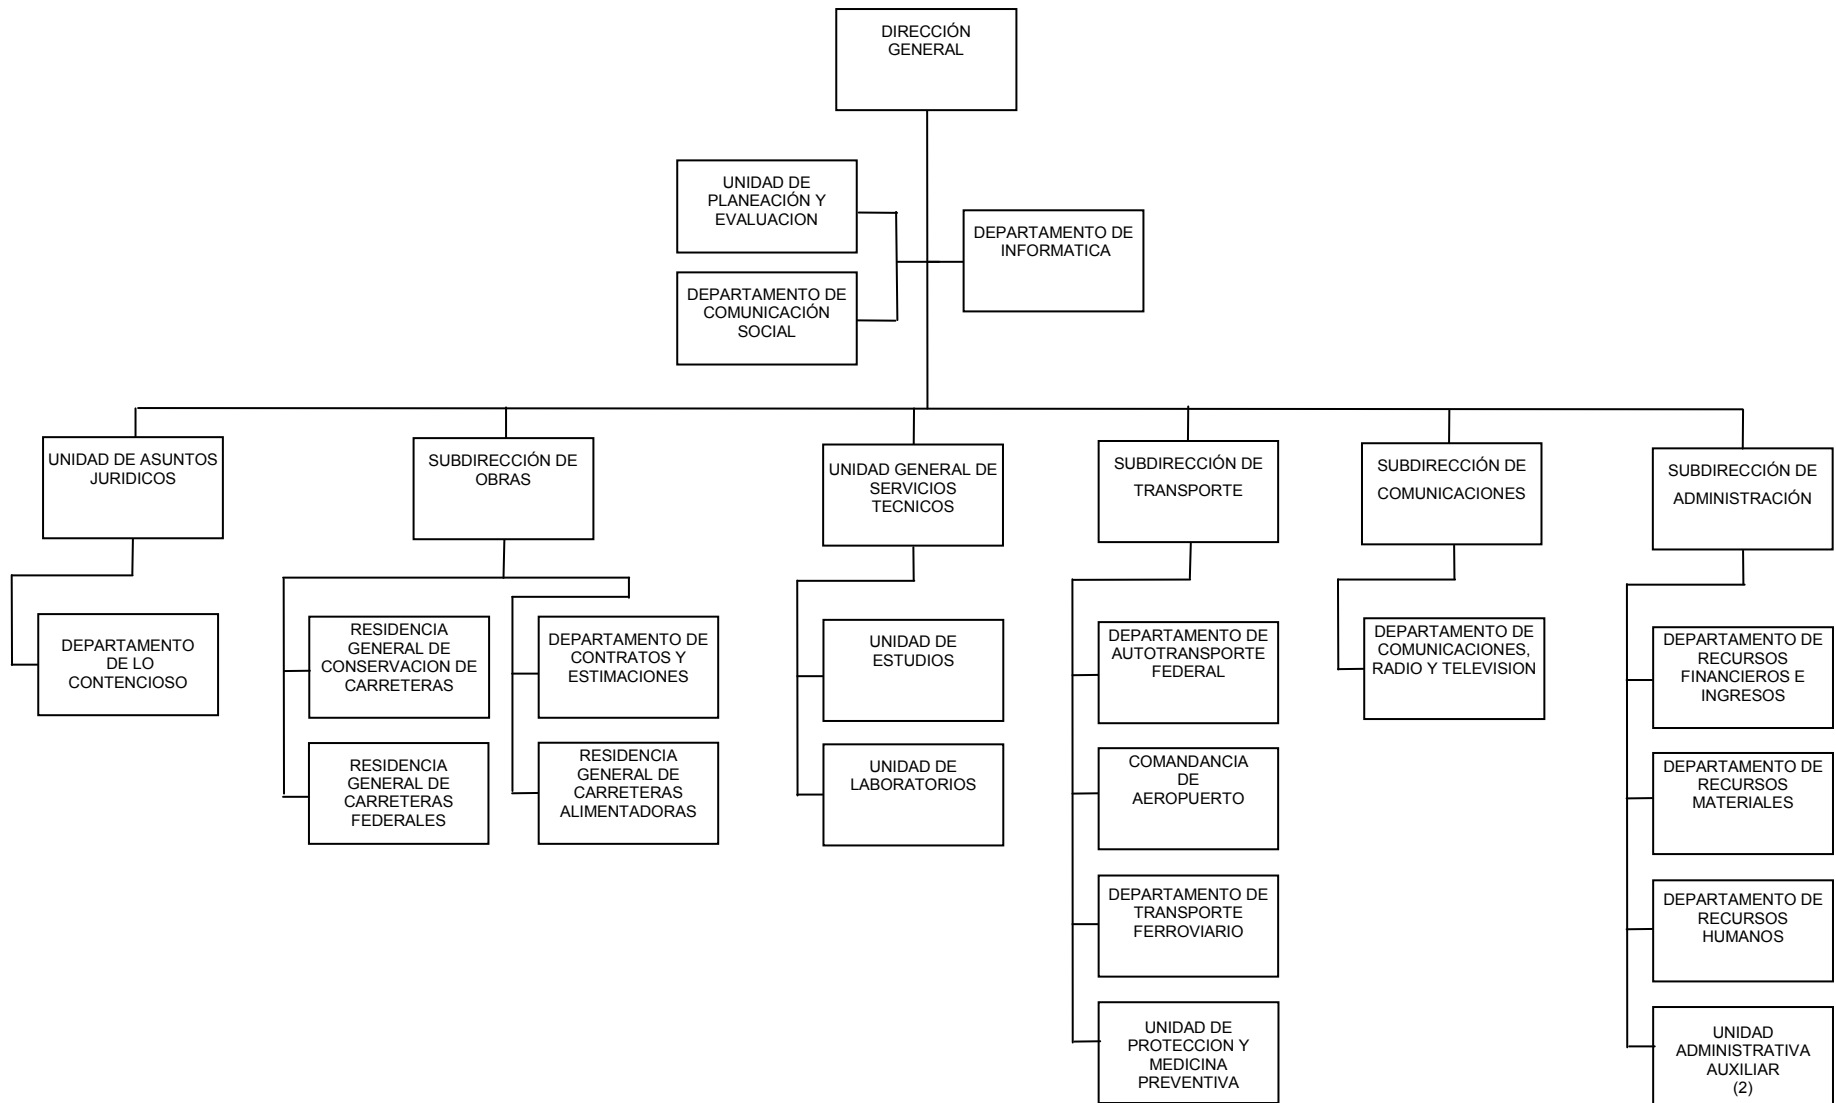 DIRECCIÓN
GENERAL
UNIDAD DE
PLANEACIÓN Y
EVALUACION
DEPARTAMENTO DE
INFORMATICA
DEPARTAMENTO DE
COMUNICACIÓN
SOCIAL
UNIDAD DE ASUNTOS
JURIDICOS
SUBDIRECCIÓN DE
OBRAS
UNIDAD GENERAL DE
SERVICIOS
TECNICOS
SUBDIRECCIÓN DE
TRANSPORTE
SUBDIRECCIÓN DE
COMUNICACIONES
SUBDIRECCIÓN DE
ADMINISTRACIÓN
DEPARTAMENTO
DE LO
CONTENCIOSO
RESIDENCIA
GENERAL DE
CONSERVACION DE
CARRETERAS
DEPARTAMENTO DE
CONTRATOS Y
ESTIMACIONES
UNIDAD DE
ESTUDIOS
DEPARTAMENTO DE
AUTOTRANSPORTE
FEDERAL
DEPARTAMENTO DE
COMUNICACIONES,
RADIO Y TELEVISION
DEPARTAMENTO DE
RECURSOS
FINANCIEROS E
INGRESOS
RESIDENCIA
GENERAL DE
CARRETERAS
FEDERALES
RESIDENCIA
GENERAL DE
CARRETERAS
ALIMENTADORAS
UNIDAD DE
LABORATORIOS
COMANDANCIA
DE
AEROPUERTO
DEPARTAMENTO DE
RECURSOS
MATERIALES
DEPARTAMENTO DE
TRANSPORTE
FERROVIARIO
DEPARTAMENTO DE
RECURSOS
HUMANOS
UNIDAD DE
PROTECCION Y
MEDICINA
PREVENTIVA
UNIDAD
ADMINISTRATIVA
AUXILIAR
(2)